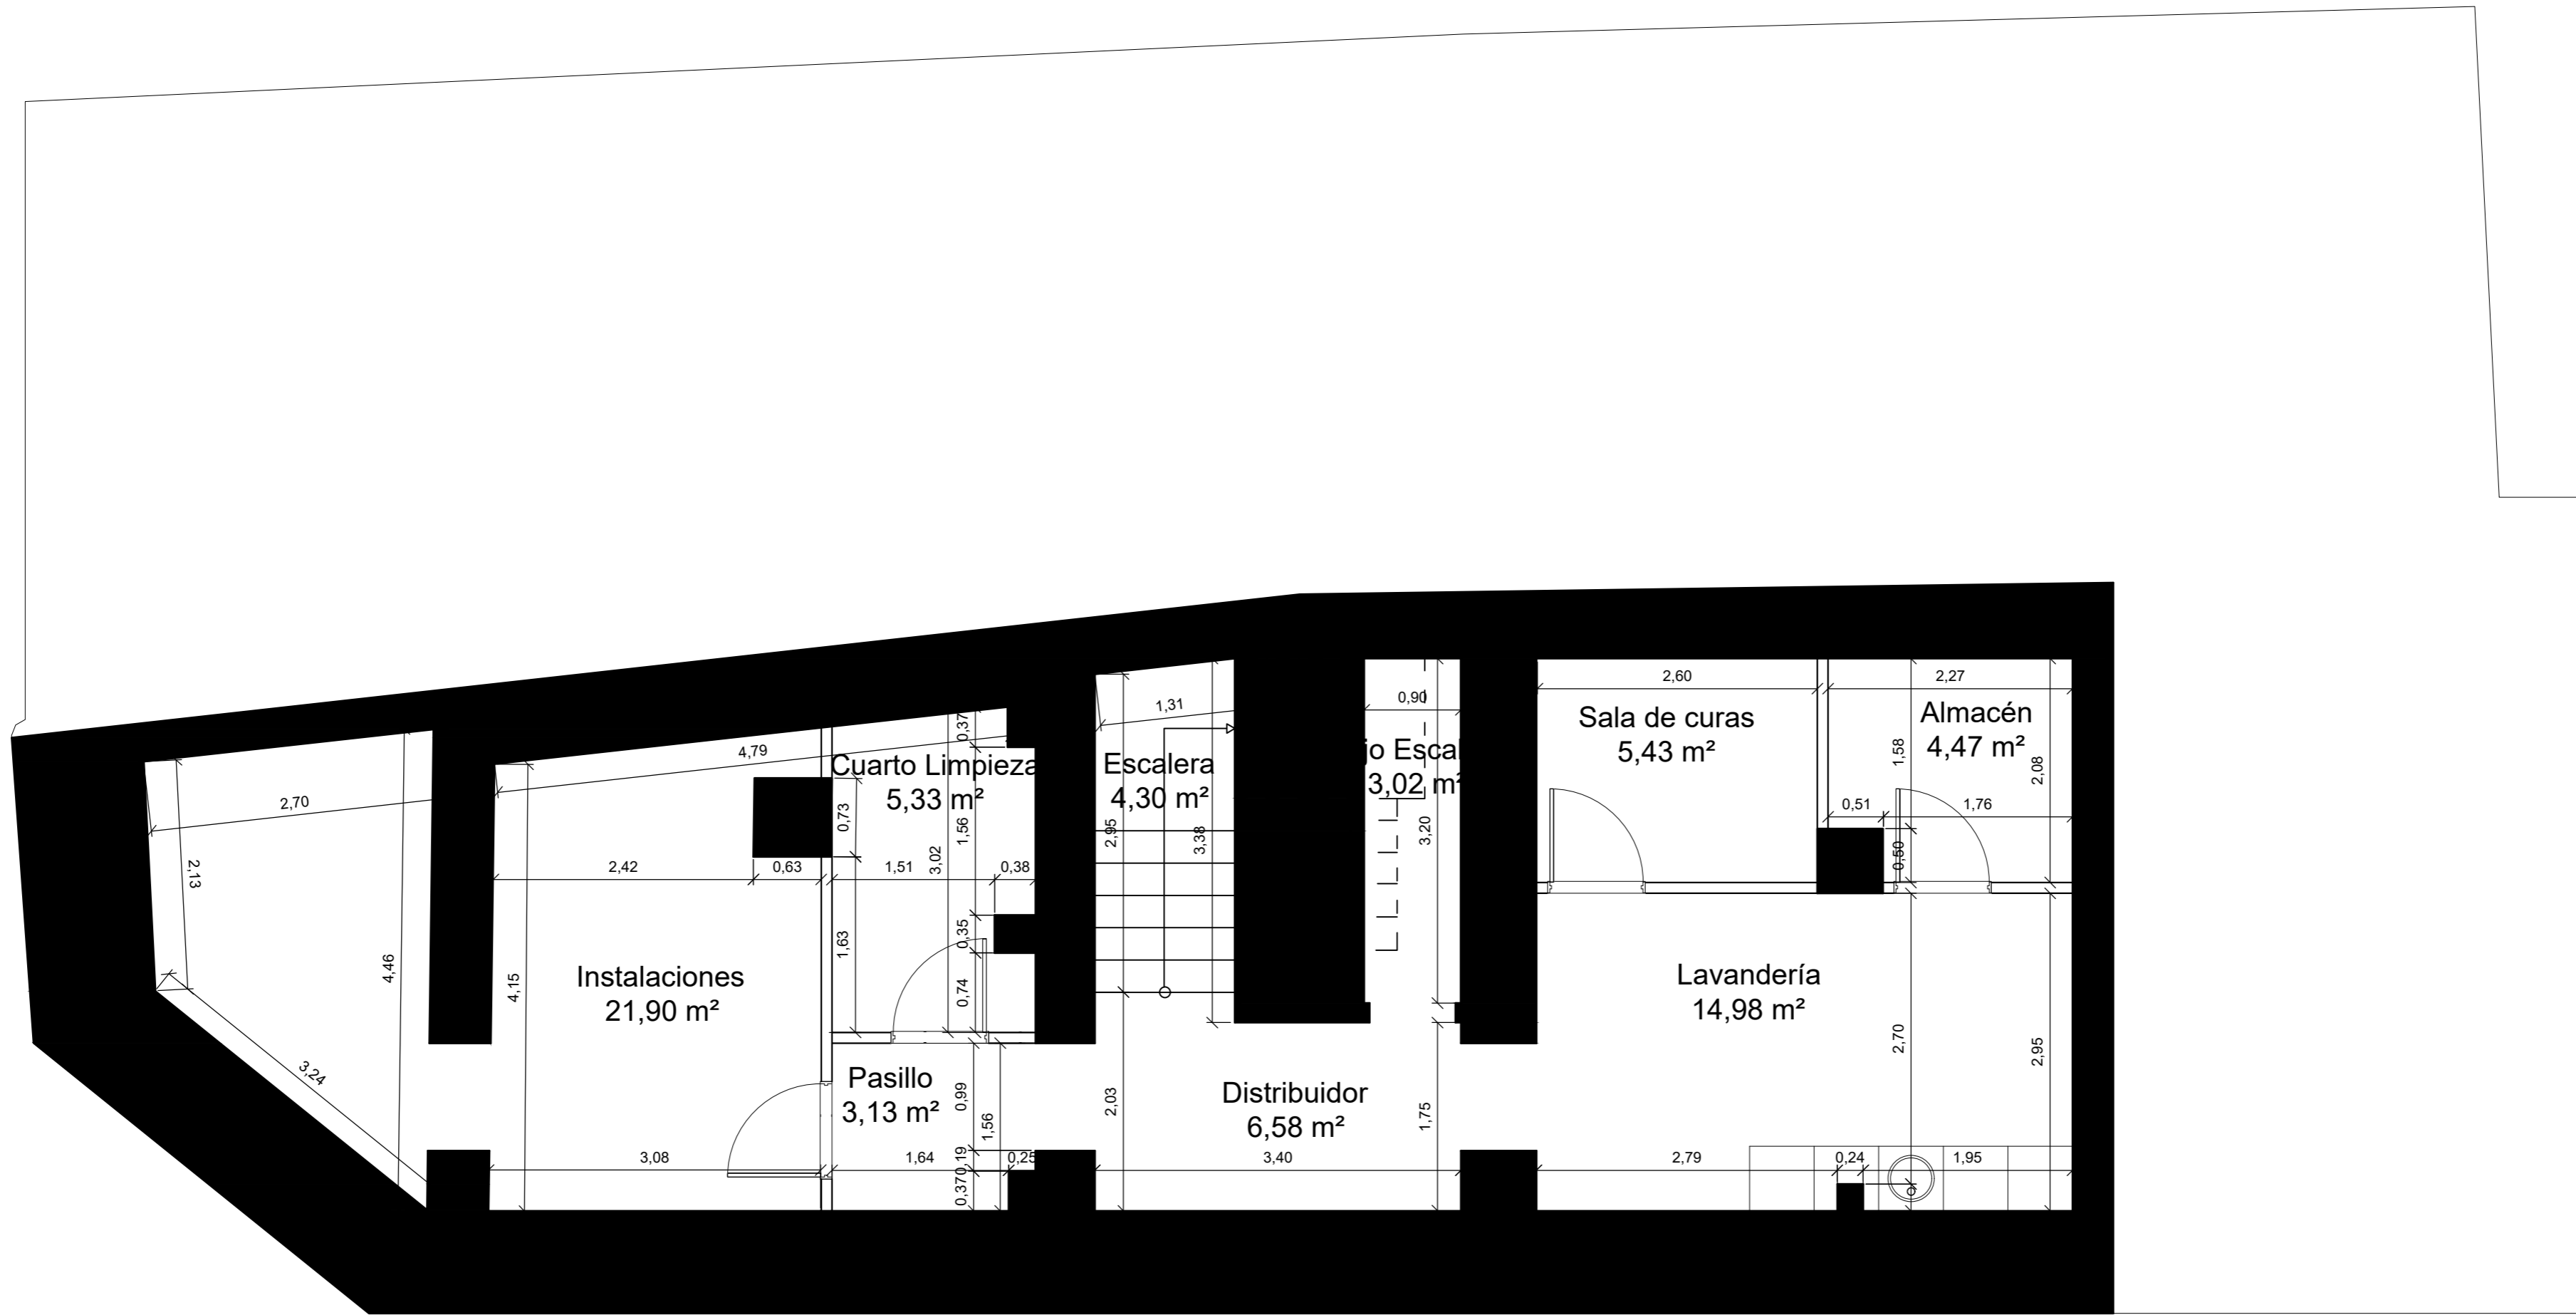 Instalaciones
21,90 m²
Cuarto Limpieza
5,33 m²
Pasillo
3,13 m²
Escalera
4,30 m²
jo Escal
3,02 m²
Distribuidor
6,58 m²
Sala de curas
5,43 m²
Almacén
4,47 m²
Lavandería
14,98 m²
2,70
2,13
3,24
4,46
4,15
4,79
2,42
0,63
3,08
0,73
1,63
1,51
0,38
3,02
0,37
1,56
0,35
0,74
0,99
0,19
0,37
1,56
1,64
0,25
1,31
2,95
3,38
2,03
3,40
0,90
3,20
1,75
2,60
2,27
1,58
2,08
0,51
1,76
0,50
2,70
2,95
2,79
0,24
1,95